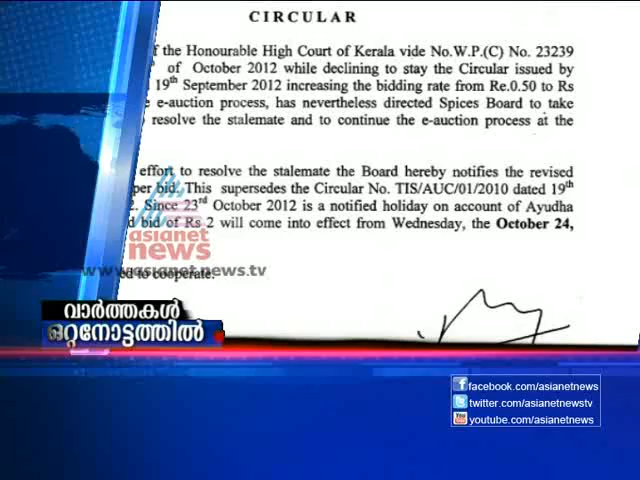 CIRCULAR
f the Honourable High Court of Kerala vide No.W.P.(C) No. 23239
of October 2012 while declining to stay the Circular issued by
19th September 2012 increasing the bidding rate from Re.0.50 to Rs
e e-auction process, has nevertheless directed Spices Board to take
resolve the stalemate and to continue the e-auction process at the
effort to resolve the stalemate the Board hereby notifies the revised
per bid. This supersedes the Circular No. TIS/AUC/01/2010 dated 19th
Since 23rd October 2012 is a notified holiday on account of Ayudha
d bid of Rs 2 will come into effect from Wednesday, the October 24,
ed to cooperate.
asianet
news
www.asianetnews.tv
വാർത്തകൾ
ഒറ്റനോട്ടത്തിൽ
facebook.com/asianetnews
twitter.com/asianetnewstv
youtube.com/asianetnews